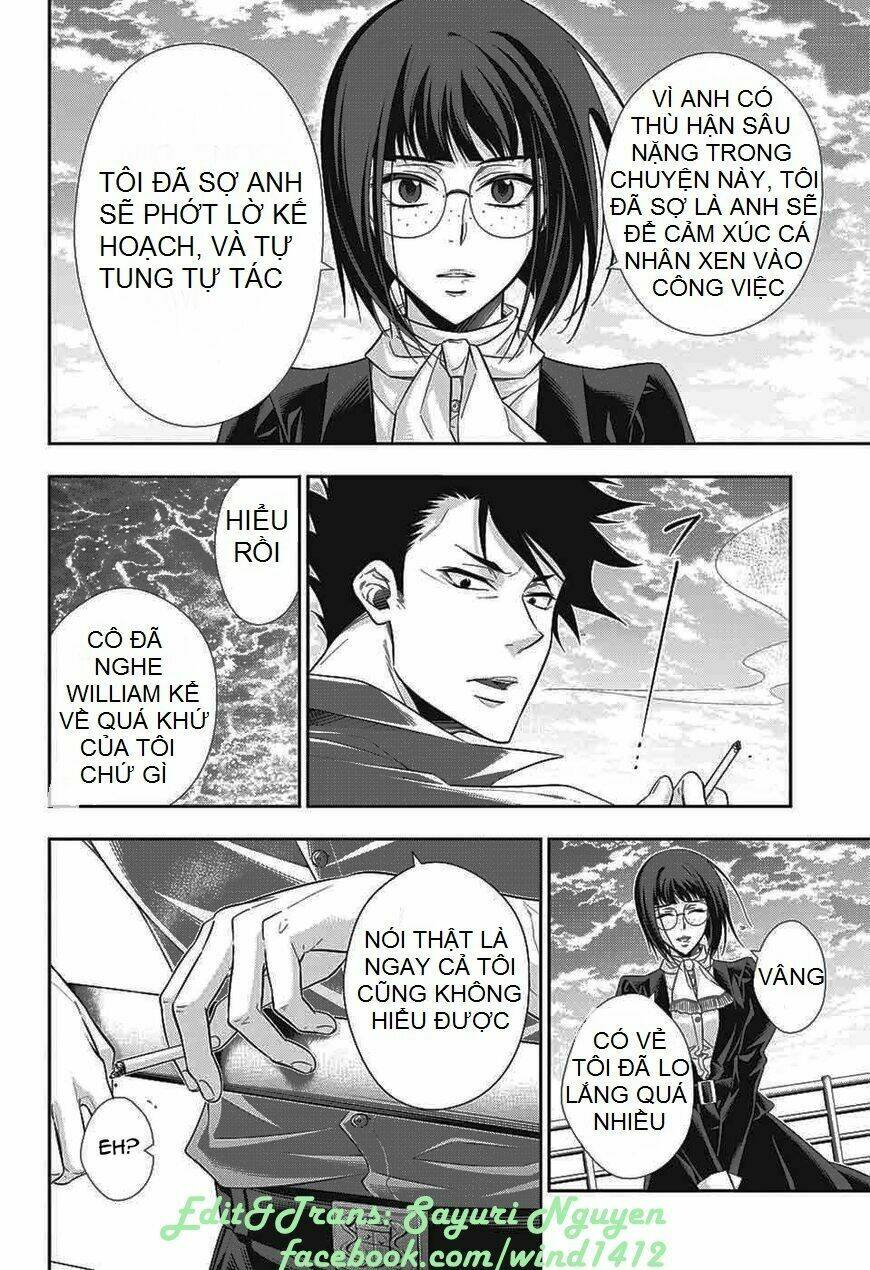 VÌ ANH CÓ
THÙ HẬN SÂU
NẶNG TRONG
CHUYỆN NÀY, TÔI
ĐÃ SỢ LÀ ANH SẼ
ĐỂ CẢM XÚC CÁ
NHÂN XEN VÀO
CÔNG VIỆC
TÔI ĐÃ SỢ ANH
SẼ PHỚT LỜ KẾ
HOẠCH, VÀ TỰ
TUNG TỰ TÁC
HIỂU
RỒI
CÔ ĐÃ
NGHE
WILLIAM KỂ
VỀ QUÁ KHỨ
CỦA TÔI
CHỨ GÌ
VÂNG
CÓ VẺ
TÔI ĐÃ LO
LẮNG QUÁ
NHIỀU
NÓI THẬT LÀ
NGAY CẢ TÔI
CŨNG KHÔNG
HIỂU ĐƯỢC
EH?
Edit&Trans: Sayuri Nguyen
facebook.com/wind1412